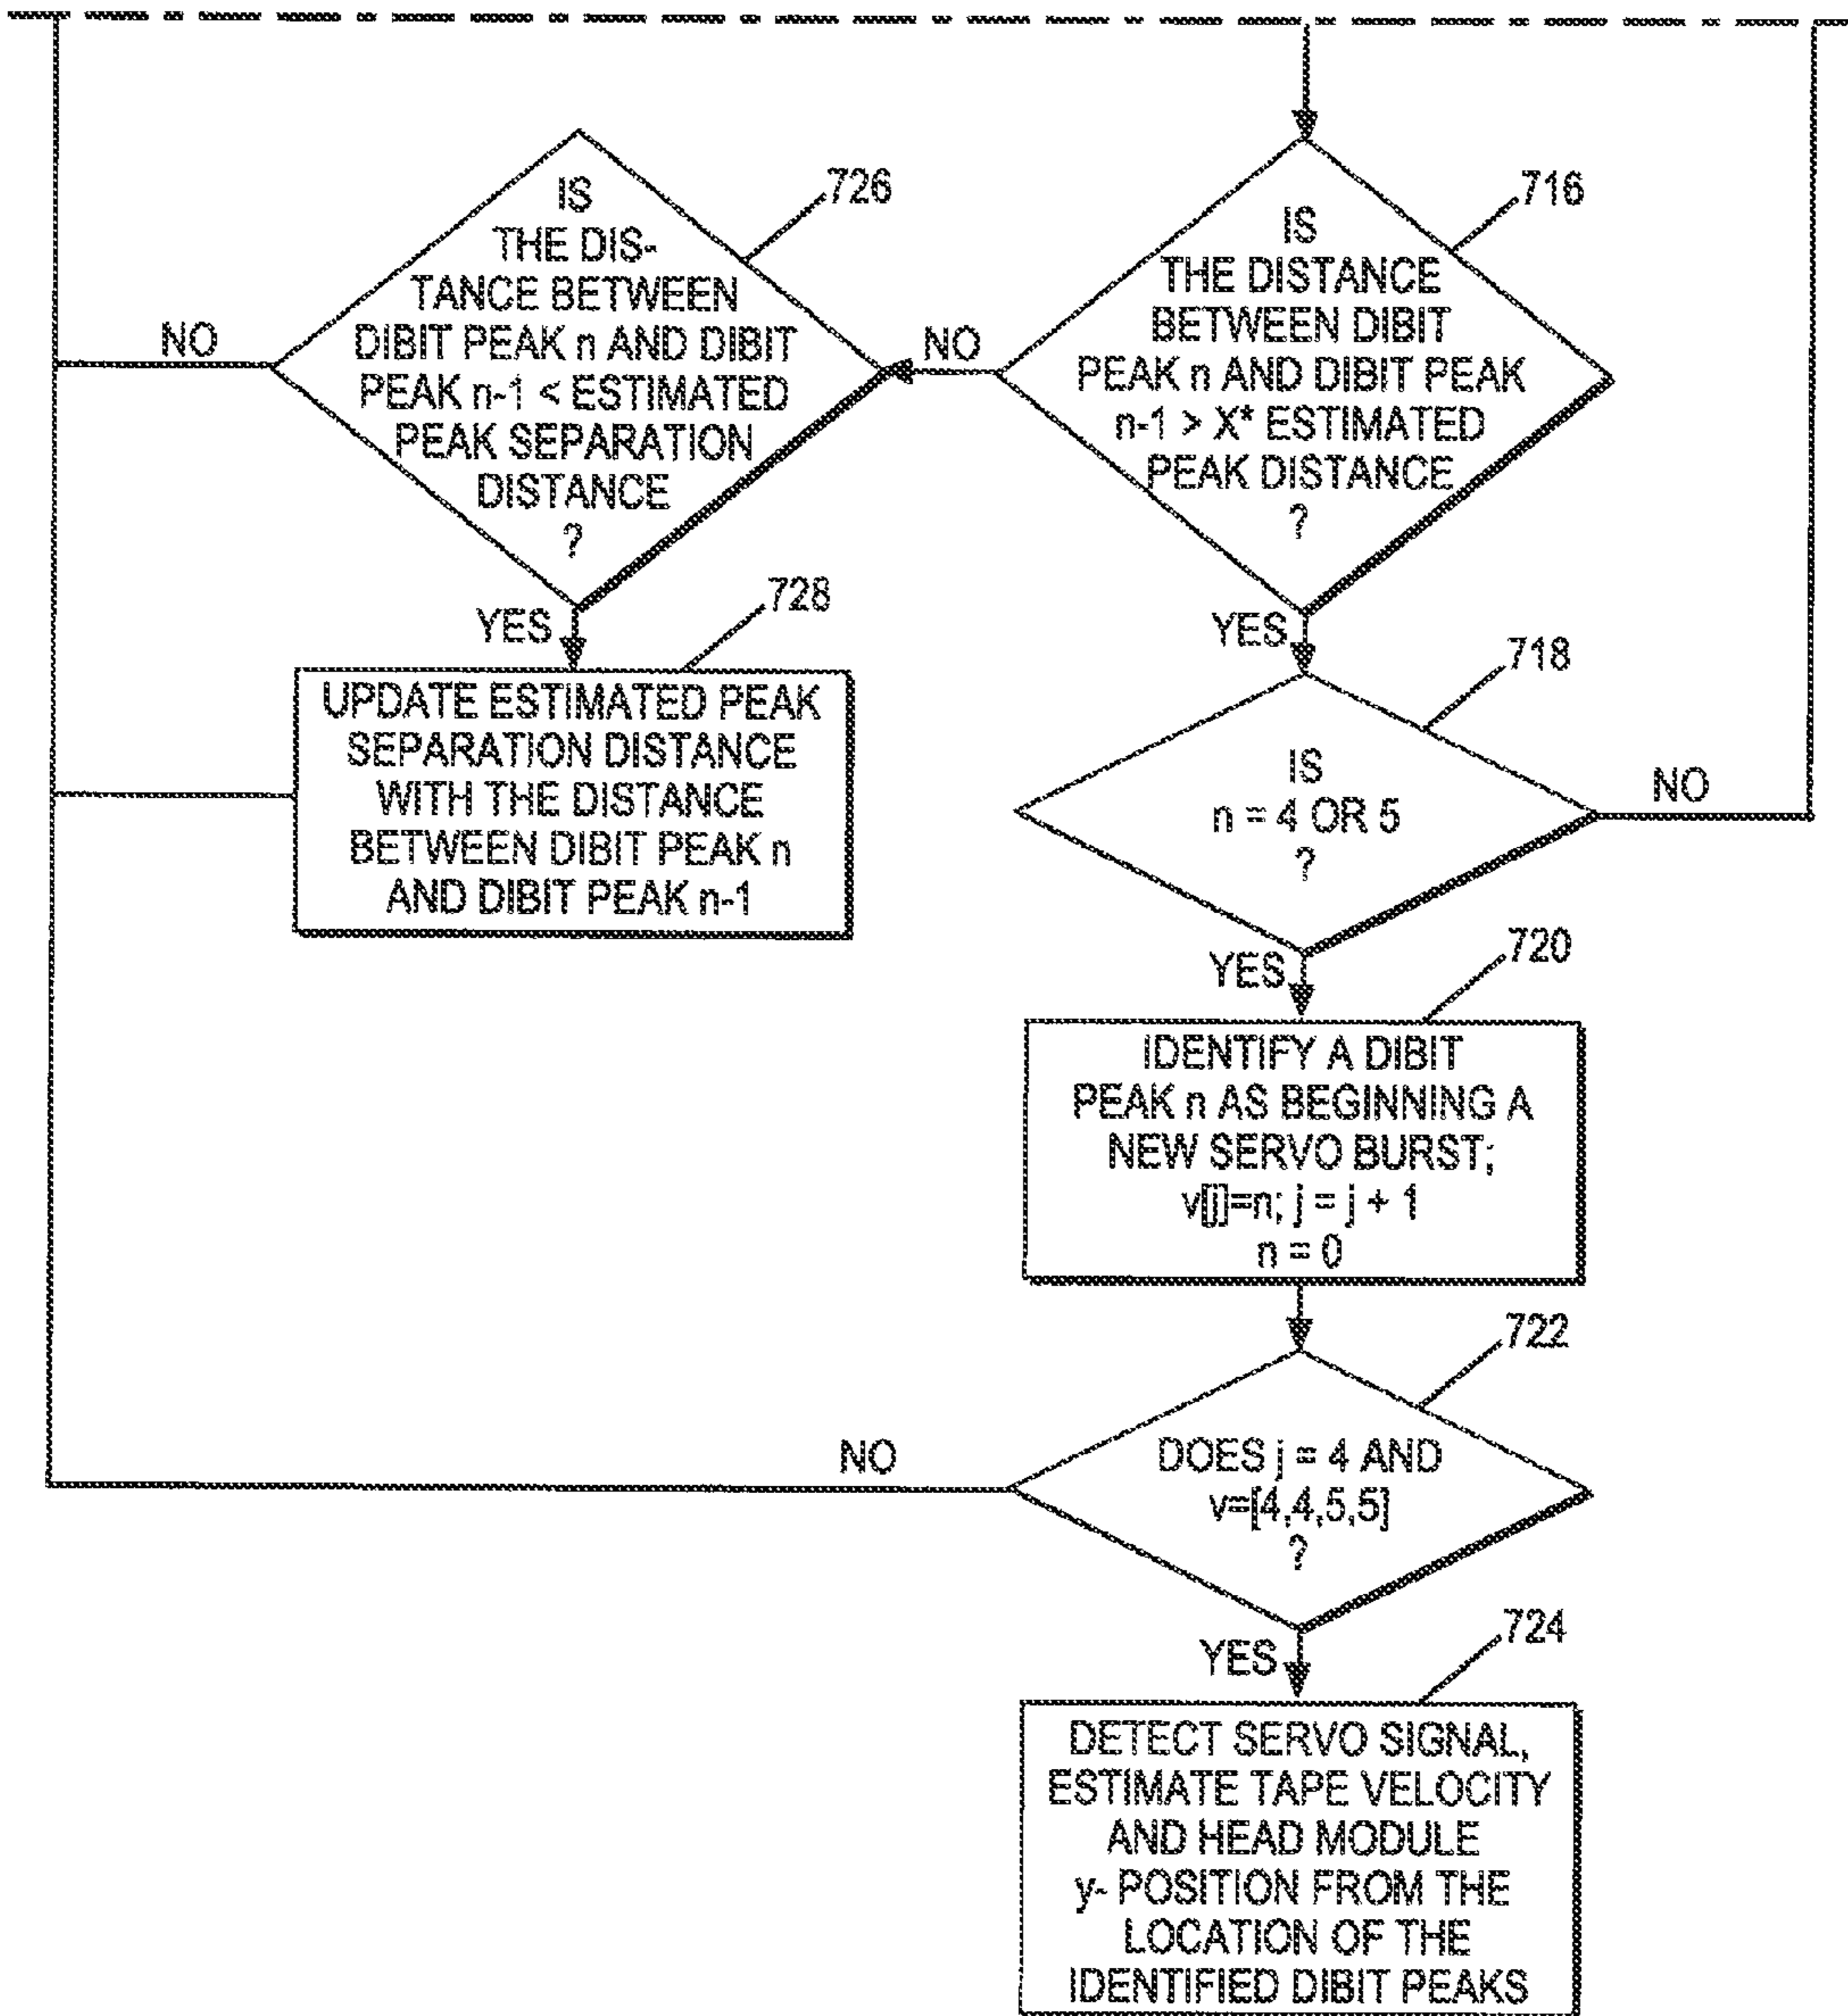 726
IS
THE DIS-
TANCE BETWEEN
DIBIT PEAK n AND DIBIT
PEAK n-1 < ESTIMATED
PEAK SEPARATION
DISTANCE
?
NO
YES
716
IS
THE DISTANCE
BETWEEN DIBIT
PEAK n AND DIBIT PEAK
n-1 > X* ESTIMATED
PEAK DISTANCE
?
NO
YES
728
UPDATE ESTIMATED PEAK
SEPARATION DISTANCE
WITH THE DISTANCE
BETWEEN DIBIT PEAK n
AND DIBIT PEAK n-1
718
IS
n = 4 OR 5
?
NO
YES
720
IDENTIFY A DIBIT
PEAK n AS BEGINNING A
NEW SERVO BURST;
v[j]=n; j = j + 1
n = 0
722
DOES j = 4 AND
v=[4,4,5,5]
?
NO
YES
724
DETECT SERVO SIGNAL,
ESTIMATE TAPE VELOCITY
AND HEAD MODULE
y- POSITION FROM THE
LOCATION OF THE
IDENTIFIED DIBIT PEAKS